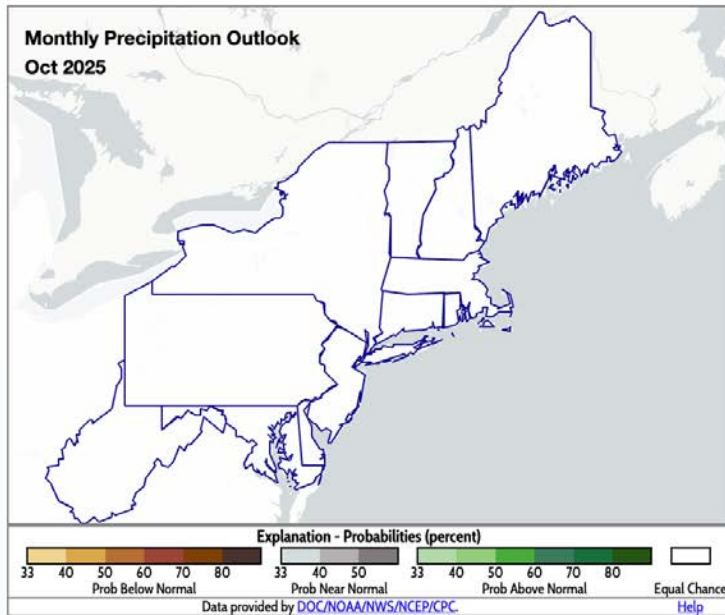 Monthly Precipitation Outlook
Oct 2025
Explanation - Probabilities (percent)
33 40 50 60 70 80 33 40 50 33 40 50 60 70 80
Prob Below Normal Prob Near Normal Prob Above Normal Equal Chance
Data provided by DOC/NOAA/NWS/NCEP/CPC. Help